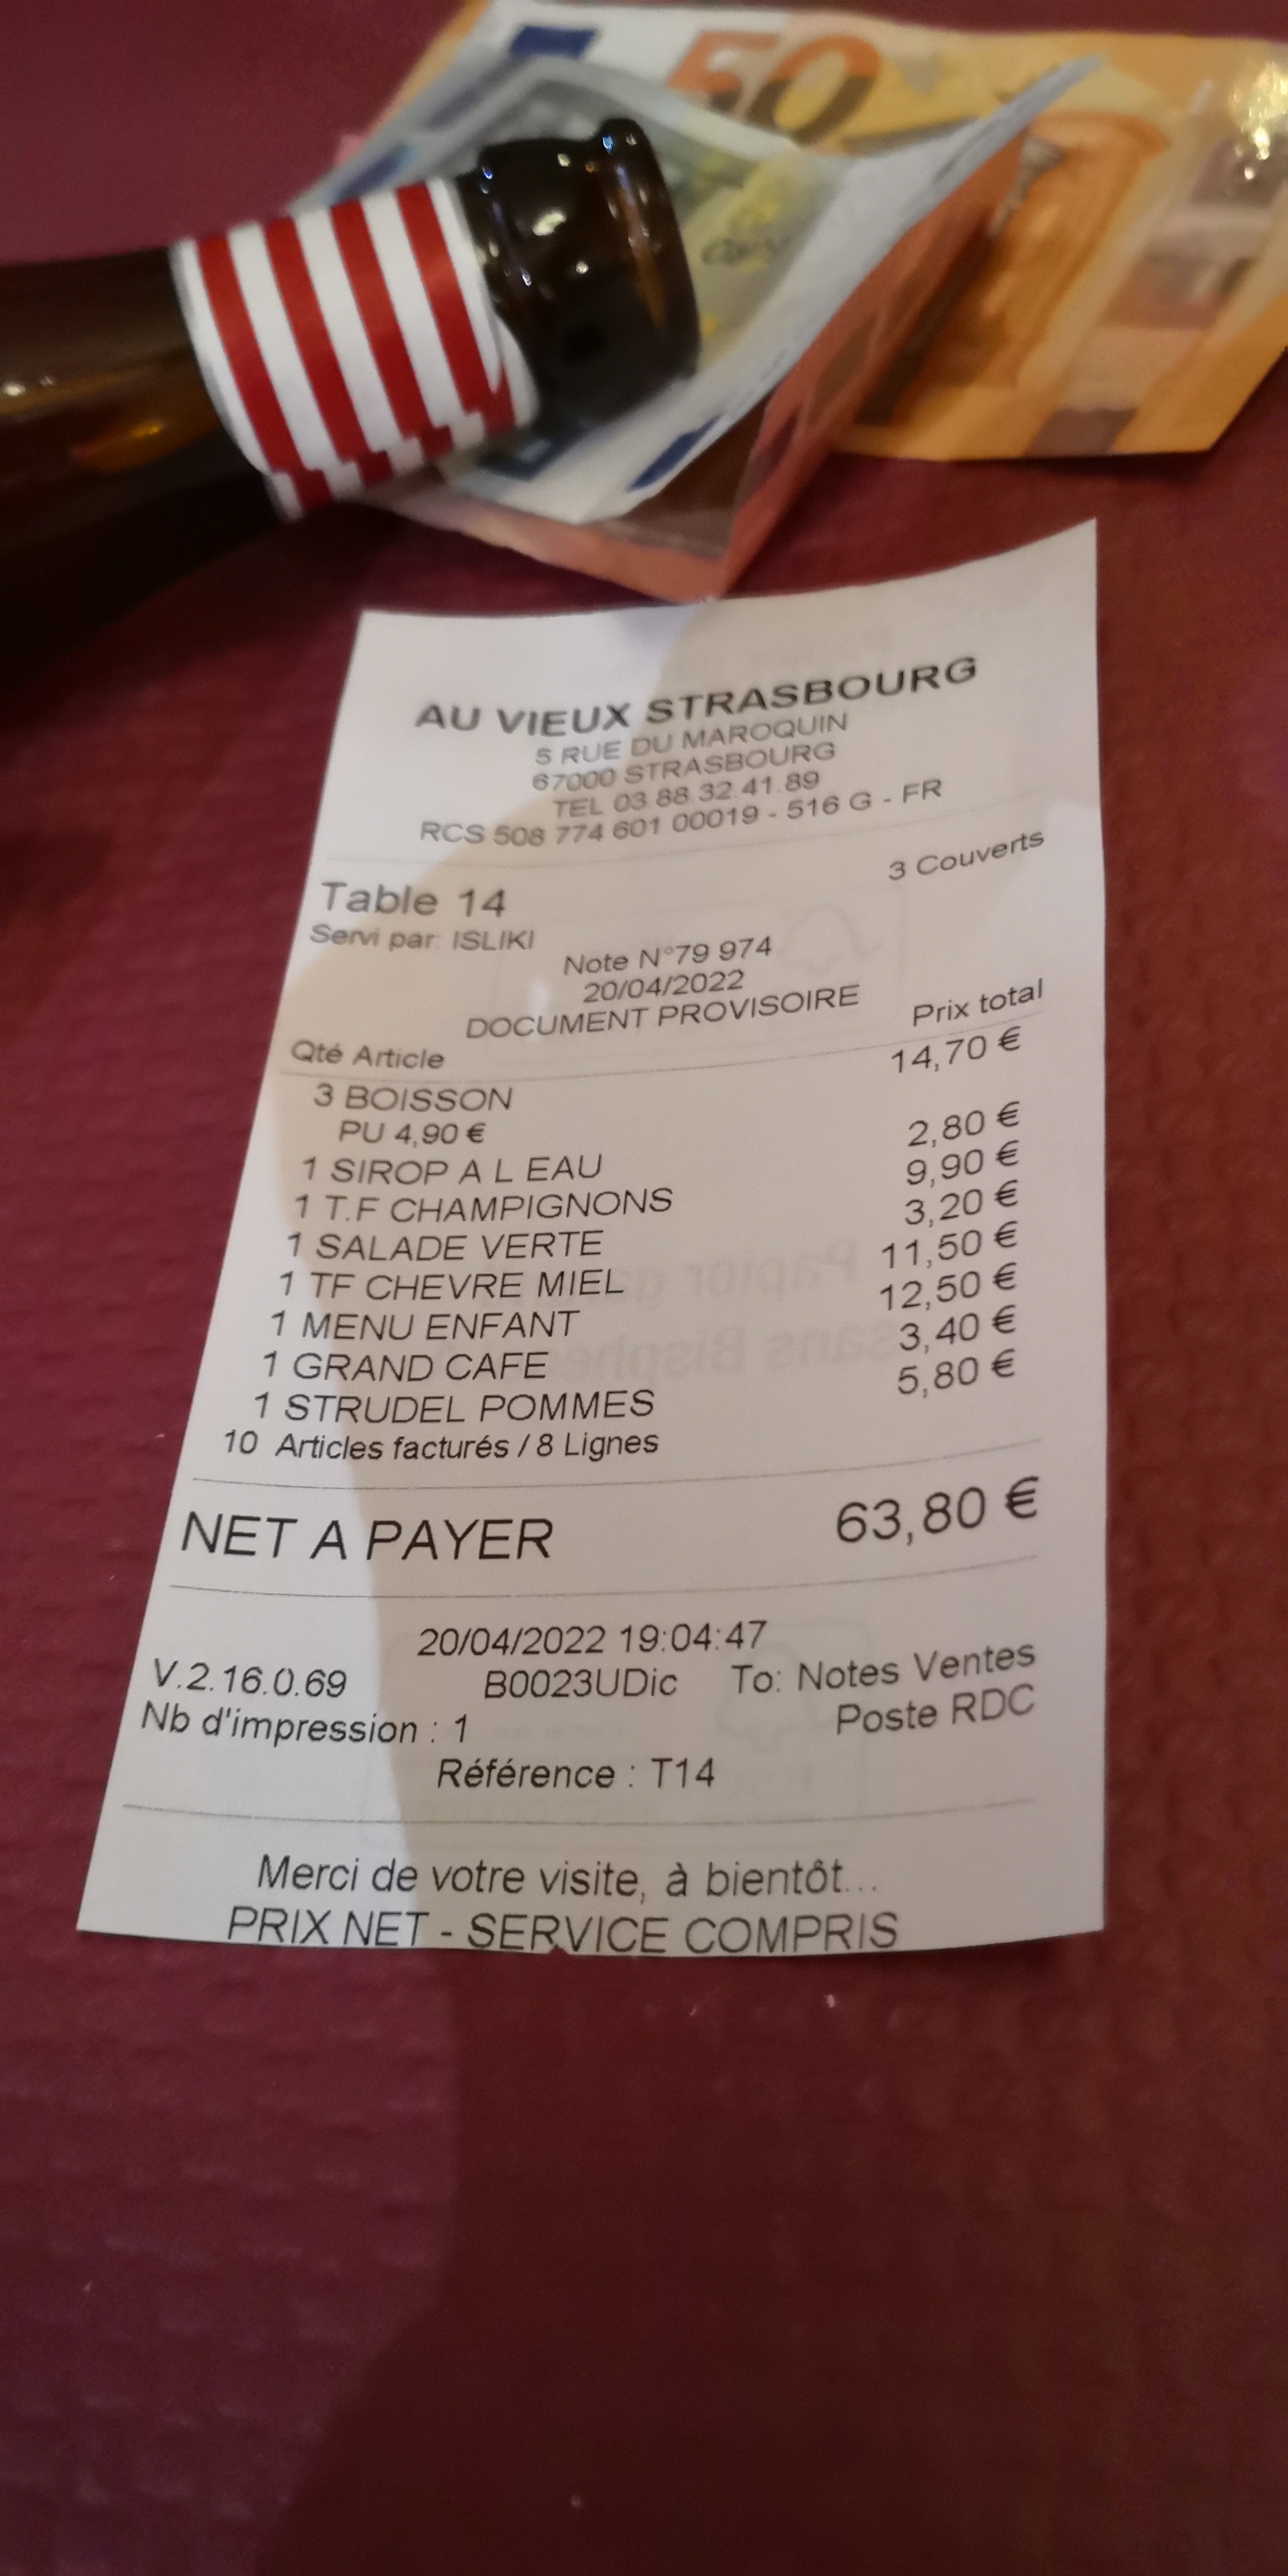 50
AU VIEUX STRASBOURG
5 RUE DU MAROQUIN
67000 STRASBOURG
TEL 03.88.32.41.89
RCS 508 774 601 00019 - 516 G - FR
3 Couverts
Table 14
Servi par: ISLIKI
Note N°79 974
20/04/2022
DOCUMENT PROVISOIRE
Qté Article Prix total
3 BOISSON 14,70 €
PU 4,90 €
1 SIROP A L EAU 2,80 €
1 T.F CHAMPIGNONS 9,90 €
1 SALADE VERTE 3,20 €
1 TF CHEVRE MIEL 11,50 €
1 MENU ENFANT 12,50 €
1 GRAND CAFE 3,40 €
1 STRUDEL POMMES 5,80 €
10 Articles facturés / 8 Lignes
NET A PAYER 63,80 €
20/04/2022 19:04:47
V.2.16.0.69 B0023UDic To: Notes Ventes
Nb d'impression : 1 Poste RDC
Référence : T14
Merci de votre visite, à bientôt...
PRIX NET - SERVICE COMPRIS